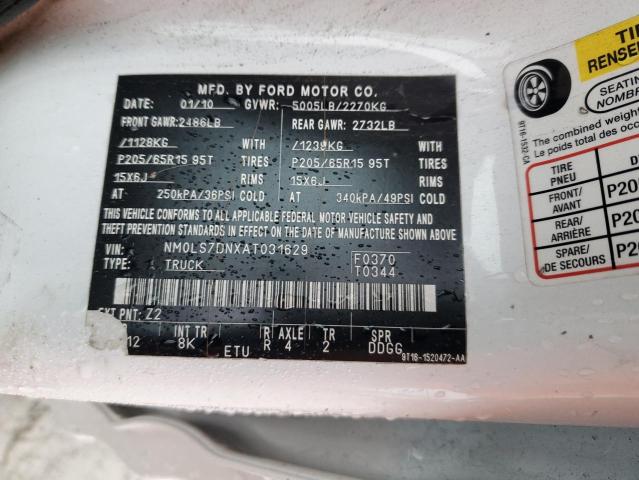 MFD. BY FORD MOTOR CO.
DATE: 01/10 GVWR: 5005LB/2270KG
FRONT GAWR: 2486LB REAR GAWR: 2732LB
/1128KG WITH /1239KG WITH
P205/65R15 95T TIRES P205/65R15 95T TIRES
15X6J RIMS 15X6J RIMS
AT 250kPA/36PSI COLD AT 340kPA/49PSI COLD
THIS VEHICLE CONFORMS TO ALL APPLICABLE FEDERAL MOTOR VEHICLE SAFETY AND
THEFT PREVENTION STANDARDS IN EFFECT ON THE DATE OF MANUFACTURE SHOWN ABOVE.
VIN: NM0LS7DNXAT031629 F0370
TYPE: TRUCK T0344
EXT PNT: Z2
12 INT TR R AXLE TR SPR
8K ETU R 4 2 DDGG
9T16-1520472-AA
TI
RENSE
SEATING
NOMBR
The combined weight
Le poids total des
9T16-1532-CA
TIRE
PNEU
FRONT/
AVANT P20
REAR/
ARRIÈRE P20
SPARE/
DE SECOURS P2